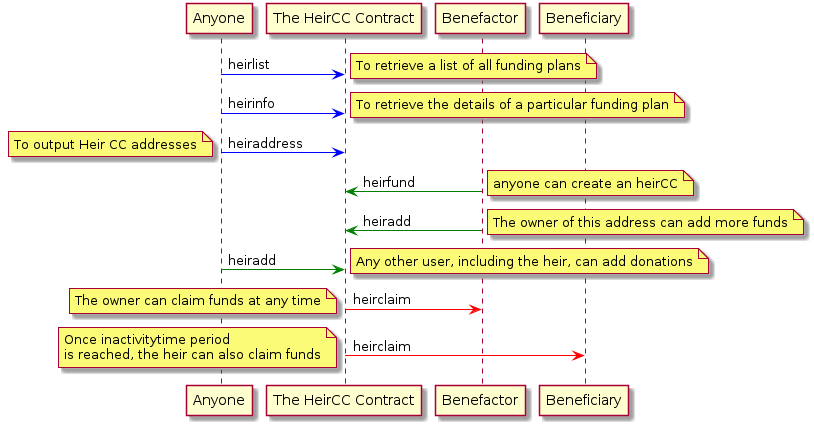 Anyone
The HeirCC Contract
Benefactor
Beneficiary
heirlist
To retrieve a list of all funding plans
heirinfo
To retrieve the details of a particular funding plan
To output Heir CC addresses
heiraddress
heirfund
anyone can create an heirCC
heiradd
The owner of this address can add more funds
heiradd
Any other user, including the heir, can add donations
The owner can claim funds at any time
heirclaim
Once inactivitytime period
is reached, the heir can also claim funds
heirclaim
Anyone
The HeirCC Contract
Benefactor
Beneficiary